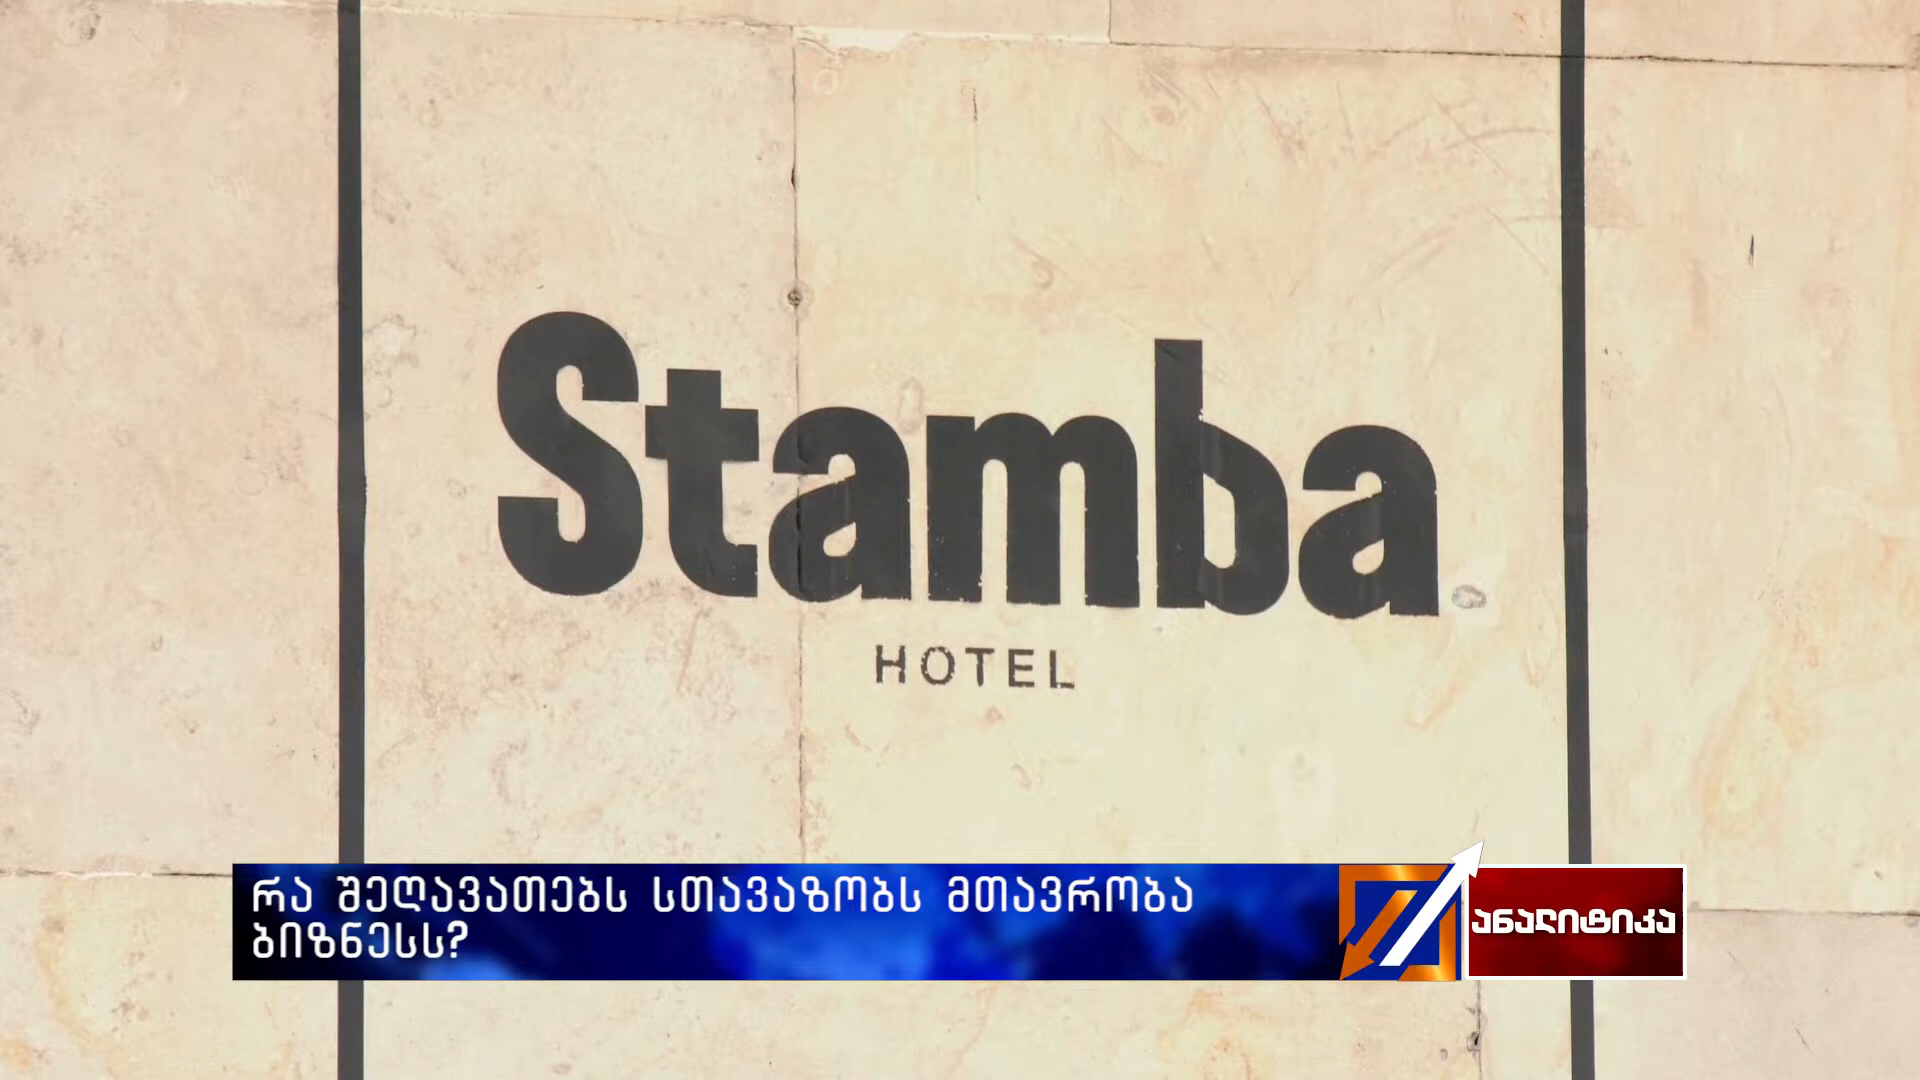 Stamba
HOTEL
რა შეღავათებს სთავაზობს მთავრობა
ბიზნესს?
ანალიტიკა